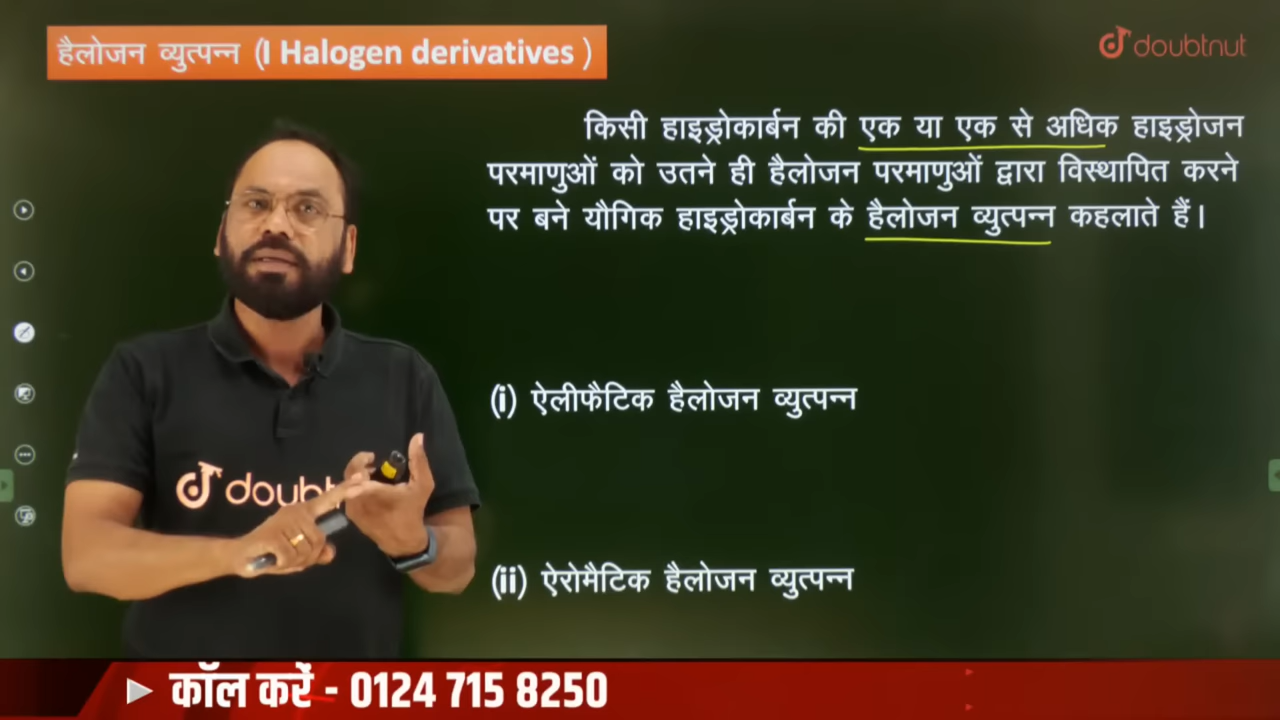 हैलोजन व्युत्पन्न (I Halogen derivatives )
doubtnut
किसी हाइड्रोकार्बन की एक या एक से अधिक हाइड्रोजन
परमाणुओं को उतने ही हैलोजन परमाणुओं द्वारा विस्थापित करने
पर बने यौगिक हाइड्रोकार्बन के हैलोजन व्युत्पन्न कहलाते हैं।
(i) ऐलीफैटिक हैलोजन व्युत्पन्न
doubt
(ii) ऐरोमैटिक हैलोजन व्युत्पन्न
कॉल करें - 0124 715 8250